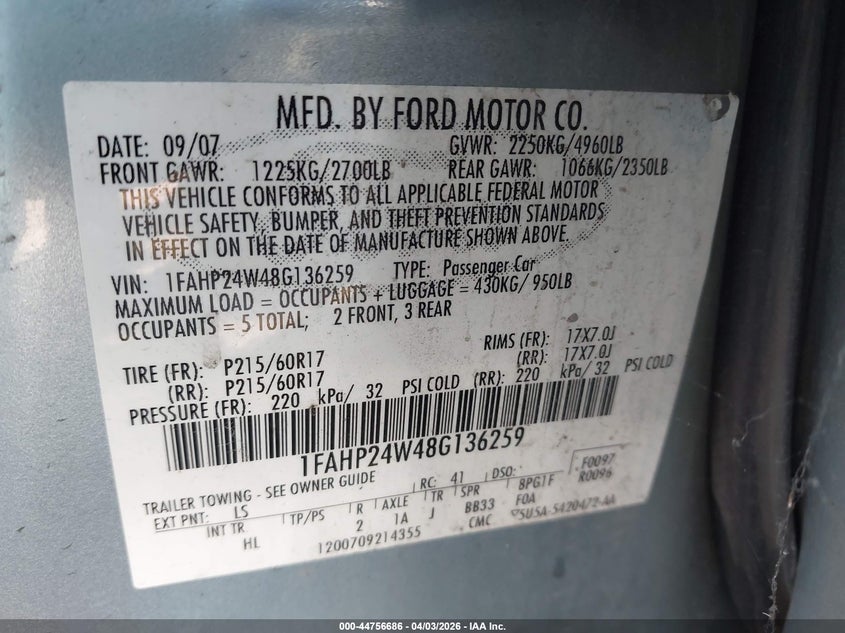 MFD. BY FORD MOTOR CO.
DATE: 09/07 GVWR: 2250KG/4960LB
FRONT GAWR: 1225KG/2700LB REAR GAWR: 1066KG/2350LB
THIS VEHICLE CONFORMS TO ALL APPLICABLE FEDERAL MOTOR
VEHICLE SAFETY, BUMPER, AND THEFT PREVENTION STANDARDS
IN EFFECT ON THE DATE OF MANUFACTURE SHOWN ABOVE.
VIN: 1FAHP24W48G136259 TYPE: Passenger Car
MAXIMUM LOAD = OCCUPANTS + LUGGAGE = 430KG/ 950LB
OCCUPANTS = 5 TOTAL; 2 FRONT, 3 REAR
TIRE (FR): P215/60R17 RIMS (FR): 17X7.0J
(RR): P215/60R17 (RR): 17X7.0J
PRESSURE (FR): 220 kPa/ 32 PSI COLD (RR): 220 kPa/ 32 PSI COLD
1FAHP24W48G136259
TRAILER TOWING - SEE OWNER GUIDE RC: 41 DSO: F0097
EXT PNT: LS R0096
INT TR TP/PS R AXLE TR SPR BPG1F
HL 2 1A J BB33 F0A
1200709214355 CMC 5U5A-5420472-AA
000-44756686 - 04/03/2026 - IAA Inc.